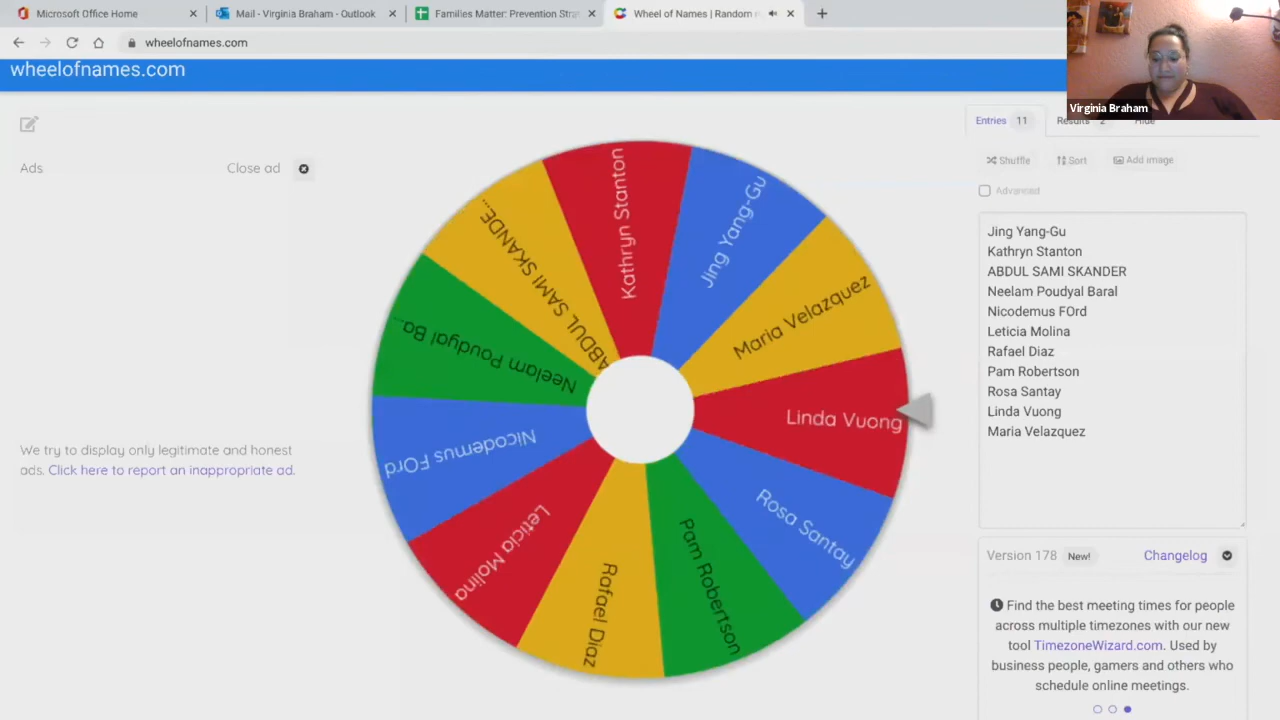 Microsoft Office Home
Mail - Virginia Braham - Outlook
Families Matter: Prevention Stra
Wheel of Names | Random
wheelofnames.com
wheelofnames.com
Virginia Braham
Entries 11
Results 2
Hide
Ads
Close ad
Shuffle
Sort
Add image
Advanced
Jing Yang-Gu
Kathryn Stanton
ABDUL SAMI SKANDER
Neelam Poudyal Baral
Nicodemus FOrd
Leticia Molina
Rafael Diaz
Pam Robertson
Rosa Santay
Linda Vuong
Maria Velazquez
Kathryn Stanton
Jing Yang-Gu
Maria Velazquez
Linda Vuong
Rosa Santay
Pam Robertson
Rafael Diaz
Leticia Molina
Nicodemus FOrd
Neelam Poudyal Ba...
ABDUL SAMI SKANDE...
We try to display only legitimate and honest
ads. Click here to report an inappropriate ad.
Version 178 New! Changelog
Find the best meeting times for people
across multiple timezones with our new
tool TimezoneWizard.com. Used by
business people, gamers and others who
schedule online meetings.